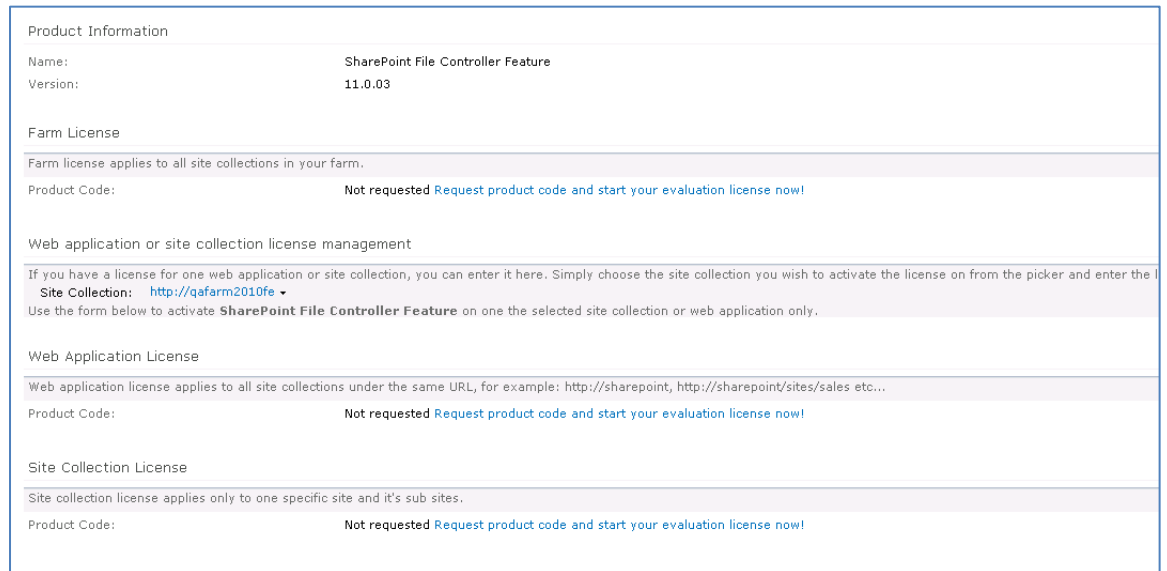 Product Information
Name: SharePoint File Controller Feature
Version: 11.0.03
Farm License
Farm license applies to all site collections in your farm.
Product Code: Not requested Request product code and start your evaluation license now!
Web application or site collection license management
If you have a license for one web application or site collection, you can enter it here. Simply choose the site collection you wish to activate the license on from the picker and enter the
Site Collection: http://qafarm2010fe
Use the form below to activate SharePoint File Controller Feature on one the selected site collection or web application only.
Web Application License
Web application license applies to all site collections under the same URL, for example: http://sharepoint, http://sharepoint/sites/sales etc...
Product Code: Not requested Request product code and start your evaluation license now!
Site Collection License
Site collection license applies only to one specific site and it's sub sites.
Product Code: Not requested Request product code and start your evaluation license now!